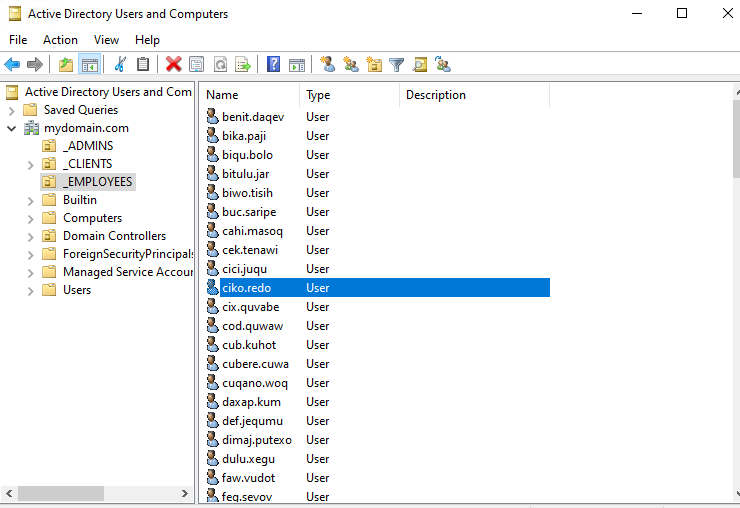 Active Directory Users and Computers
File Action View Help
Active Directory Users and Com
Saved Queries
mydomain.com
_ADMINS
_CLIENTS
_EMPLOYEES
Builtin
Computers
Domain Controllers
ForeignSecurityPrincipals
Managed Service Accour
Users
Name Type Description
benit.daqev User
bika.paji User
biqu.bolo User
bitulu.jar User
biwo.tisih User
buc.saripe User
cahi.masoq User
cek.tenawi User
cici.juqu User
ciko.redo User
cix.quvabe User
cod.quwaw User
cub.kuhot User
cubere.cuwa User
cuqano.woq User
daxap.kum User
def.jequmu User
dimaj.putexo User
dulu.xegu User
faw.vudot User
feq.sevov User